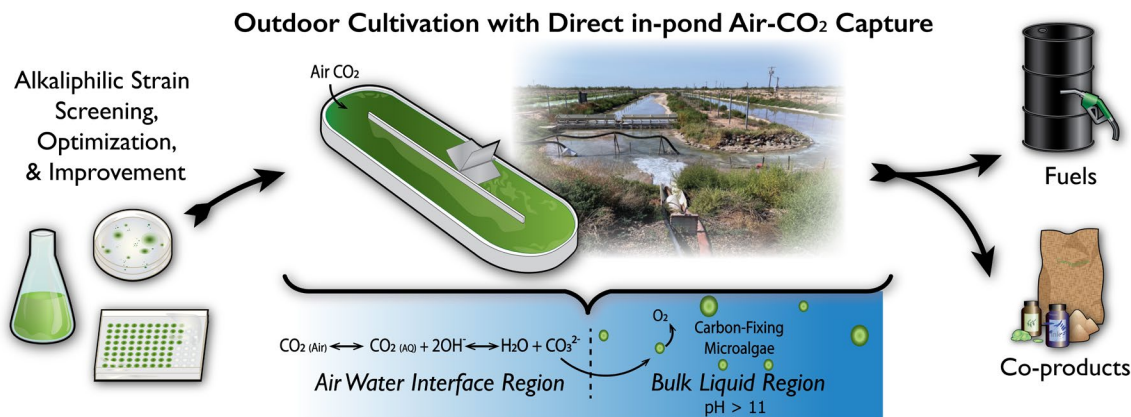 Outdoor Cultivation with Direct in-pond Air-CO₂ Capture
Alkaliphilic Strain
Screening,
Optimization,
& Improvement
Air CO₂
Fuels
Co-products
CO₂ (Air) ⟷ CO₂ (AQ) + 2OH⁻ ⟷ H₂O + CO₃²⁻
Air Water Interface Region
O₂
Carbon-Fixing
Microalgae
Bulk Liquid Region
pH > 11